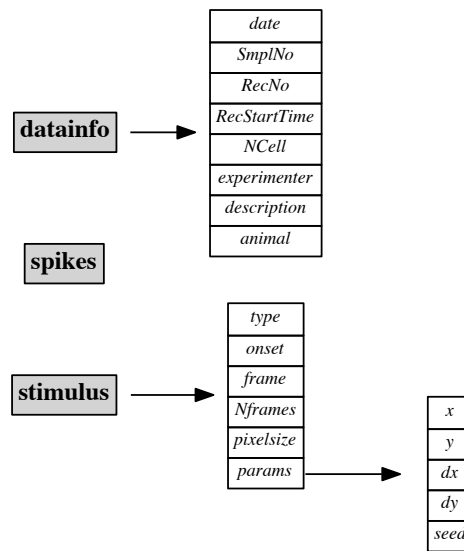 datainfo
date
SmplNo
RecNo
RecStartTime
NCell
experimenter
description
animal
spikes
stimulus
type
onset
frame
Nframes
pixelsize
params
x
y
dx
dy
seed